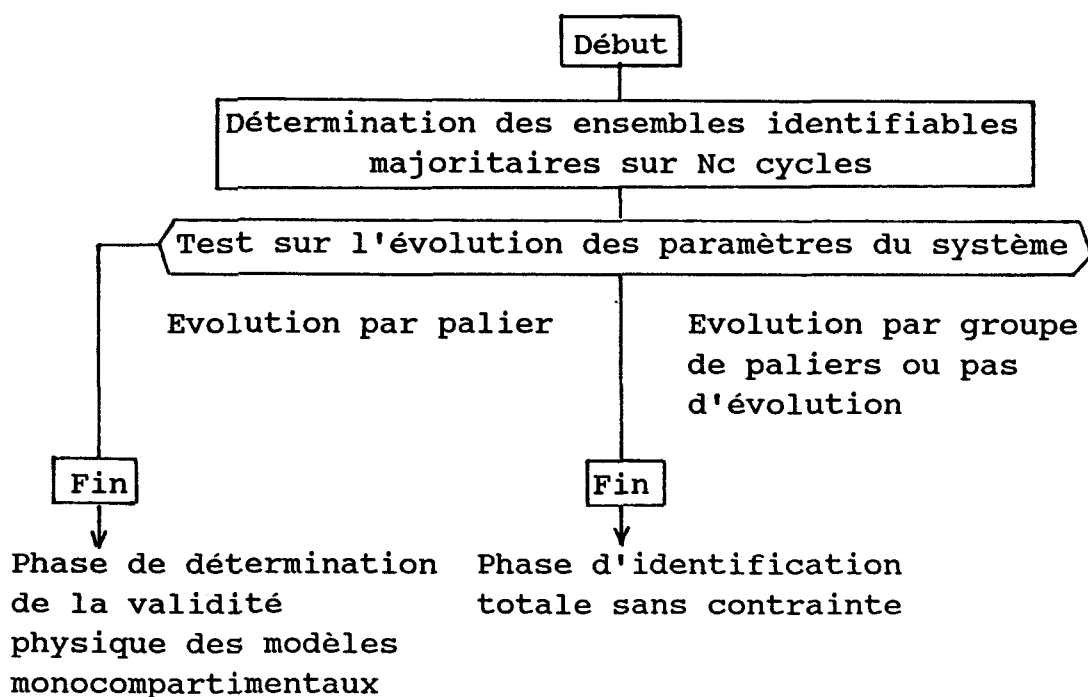 Début
Détermination des ensembles identifiables
majoritaires sur Nc cycles
Test sur l'évolution des paramètres du système
Evolution par palier
Evolution par groupe
de paliers ou pas
d'évolution
Fin
Fin
Phase de détermination
de la validité
physique des modèles
monocompartimentaux
Phase d'identification
totale sans contrainte